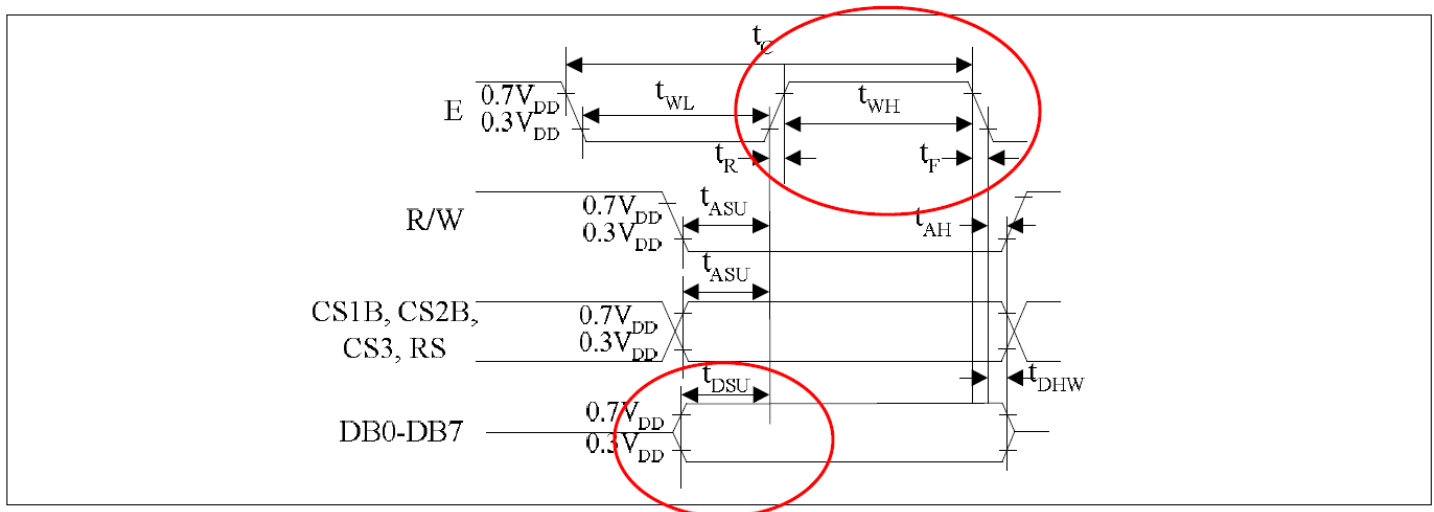 tC
E
0.7VDD
0.3VDD
tWL
tWH
tR
tF
R/W
0.7VDD
0.3VDD
tASU
tAH
tASU
CS1B, CS2B,
CS3, RS
0.7VDD
0.3VDD
tDSU
tDHW
DB0-DB7
0.7VDD
0.3VDD